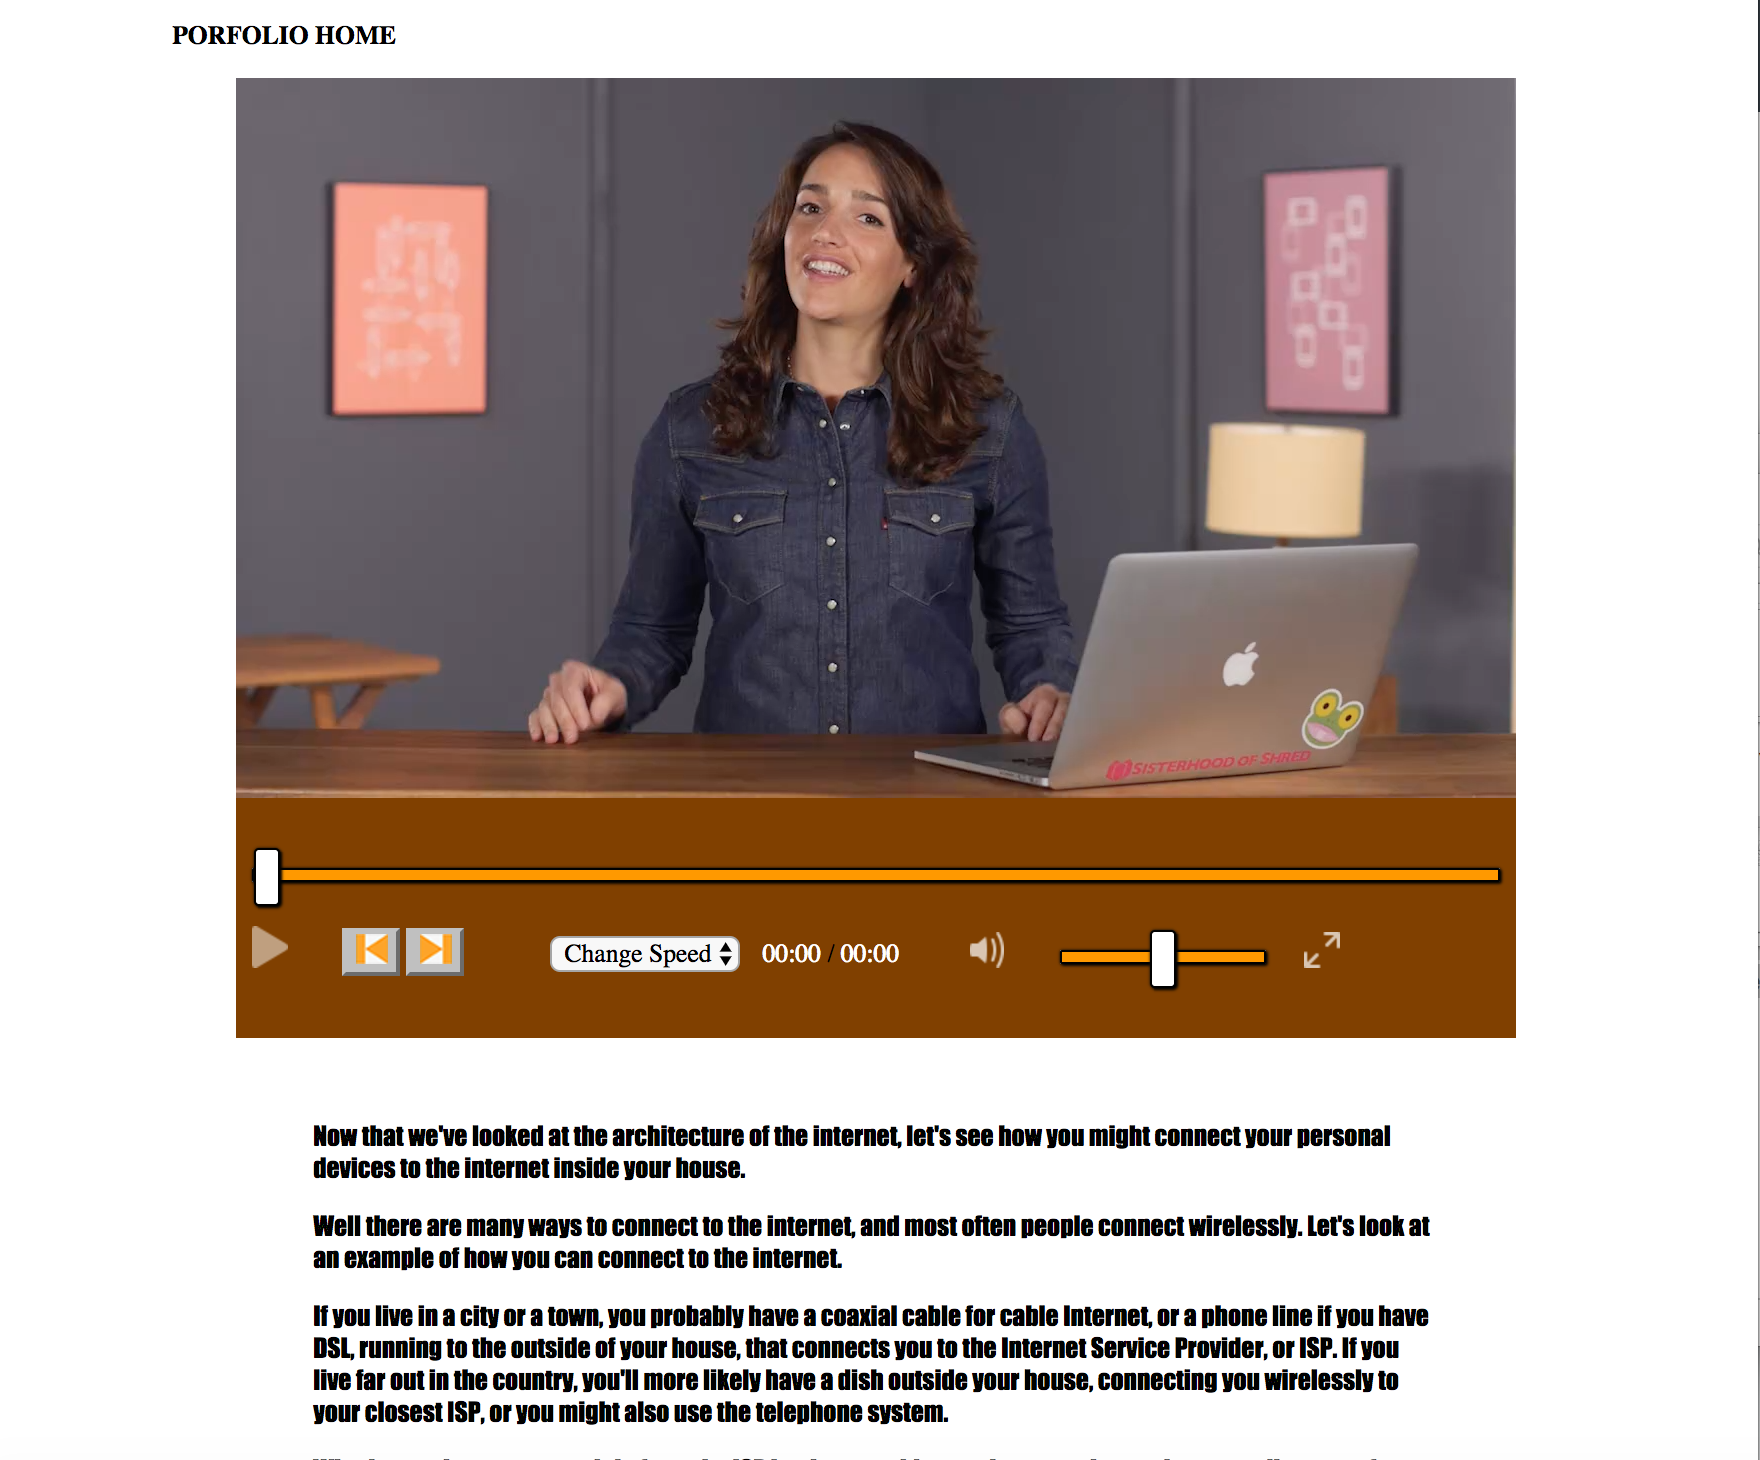 PORFOLIO HOME
SISTERHOOD OF SHRED
Change Speed
00:00 / 00:00
Now that we've looked at the architecture of the internet, let's see how you might connect your personal
devices to the internet inside your house.
Well there are many ways to connect to the internet, and most often people connect wirelessly. Let's look at
an example of how you can connect to the internet.
If you live in a city or a town, you probably have a coaxial cable for cable Internet, or a phone line if you have
DSL, running to the outside of your house, that connects you to the Internet Service Provider, or ISP. If you
live far out in the country, you'll more likely have a dish outside your house, connecting you wirelessly to
your closest ISP, or you might also use the telephone system.